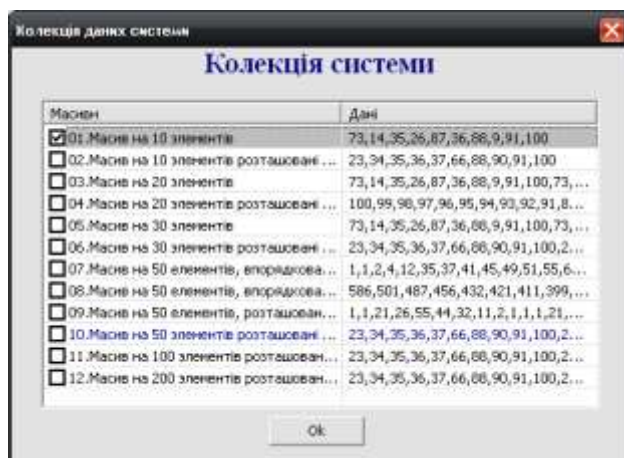 Колекція даних системи
Колекція системи
Масиви Дані
01.Масив на 10 элементів 73,14,35,26,87,36,88,9,91,100
02.Масив на 10 элементів розташовані ... 23,34,35,36,37,66,88,90,91,100
03.Масив на 20 элементів 73,14,35,26,87,36,88,9,91,100,73,...
04.Масив на 20 элементів розташовані ... 100,99,98,97,96,95,94,93,92,91,8...
05.Масив на 30 элементів 73,14,35,26,87,36,88,9,91,100,73,...
06.Масив на 30 элементів розташовані ... 23,34,35,36,37,66,88,90,91,100,2...
07.Масив на 50 елементів, впорядкова... 1,1,2,4,12,35,37,41,45,49,51,55,6...
08.Масив на 50 елементів, впорядкова... 586,501,487,456,432,421,411,399,...
09.Масив на 50 елементів, розташован... 1,1,21,26,55,44,32,11,2,1,1,1,21,...
10.Масив на 50 элементів розташовані ... 23,34,35,36,37,66,88,90,91,100,2...
11.Масив на 100 элементів розташован... 23,34,35,36,37,66,88,90,91,100,2...
12.Масив на 200 элементів розташован... 23,34,35,36,37,66,88,90,91,100,2...
Ok